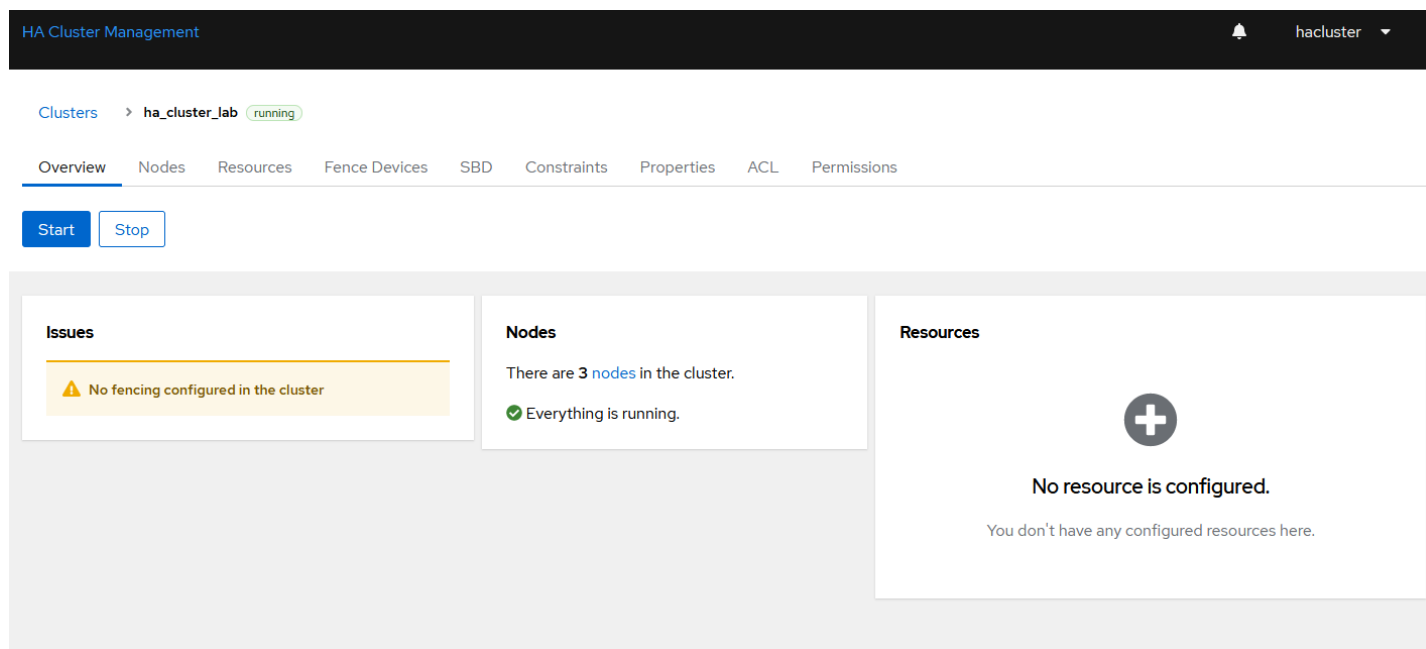 HA Cluster Management
hacluster
Clusters > ha_cluster_lab running
Overview Nodes Resources Fence Devices SBD Constraints Properties ACL Permissions
Start Stop
Issues
No fencing configured in the cluster
Nodes
There are 3 nodes in the cluster.
Everything is running.
Resources
No resource is configured.
You don't have any configured resources here.